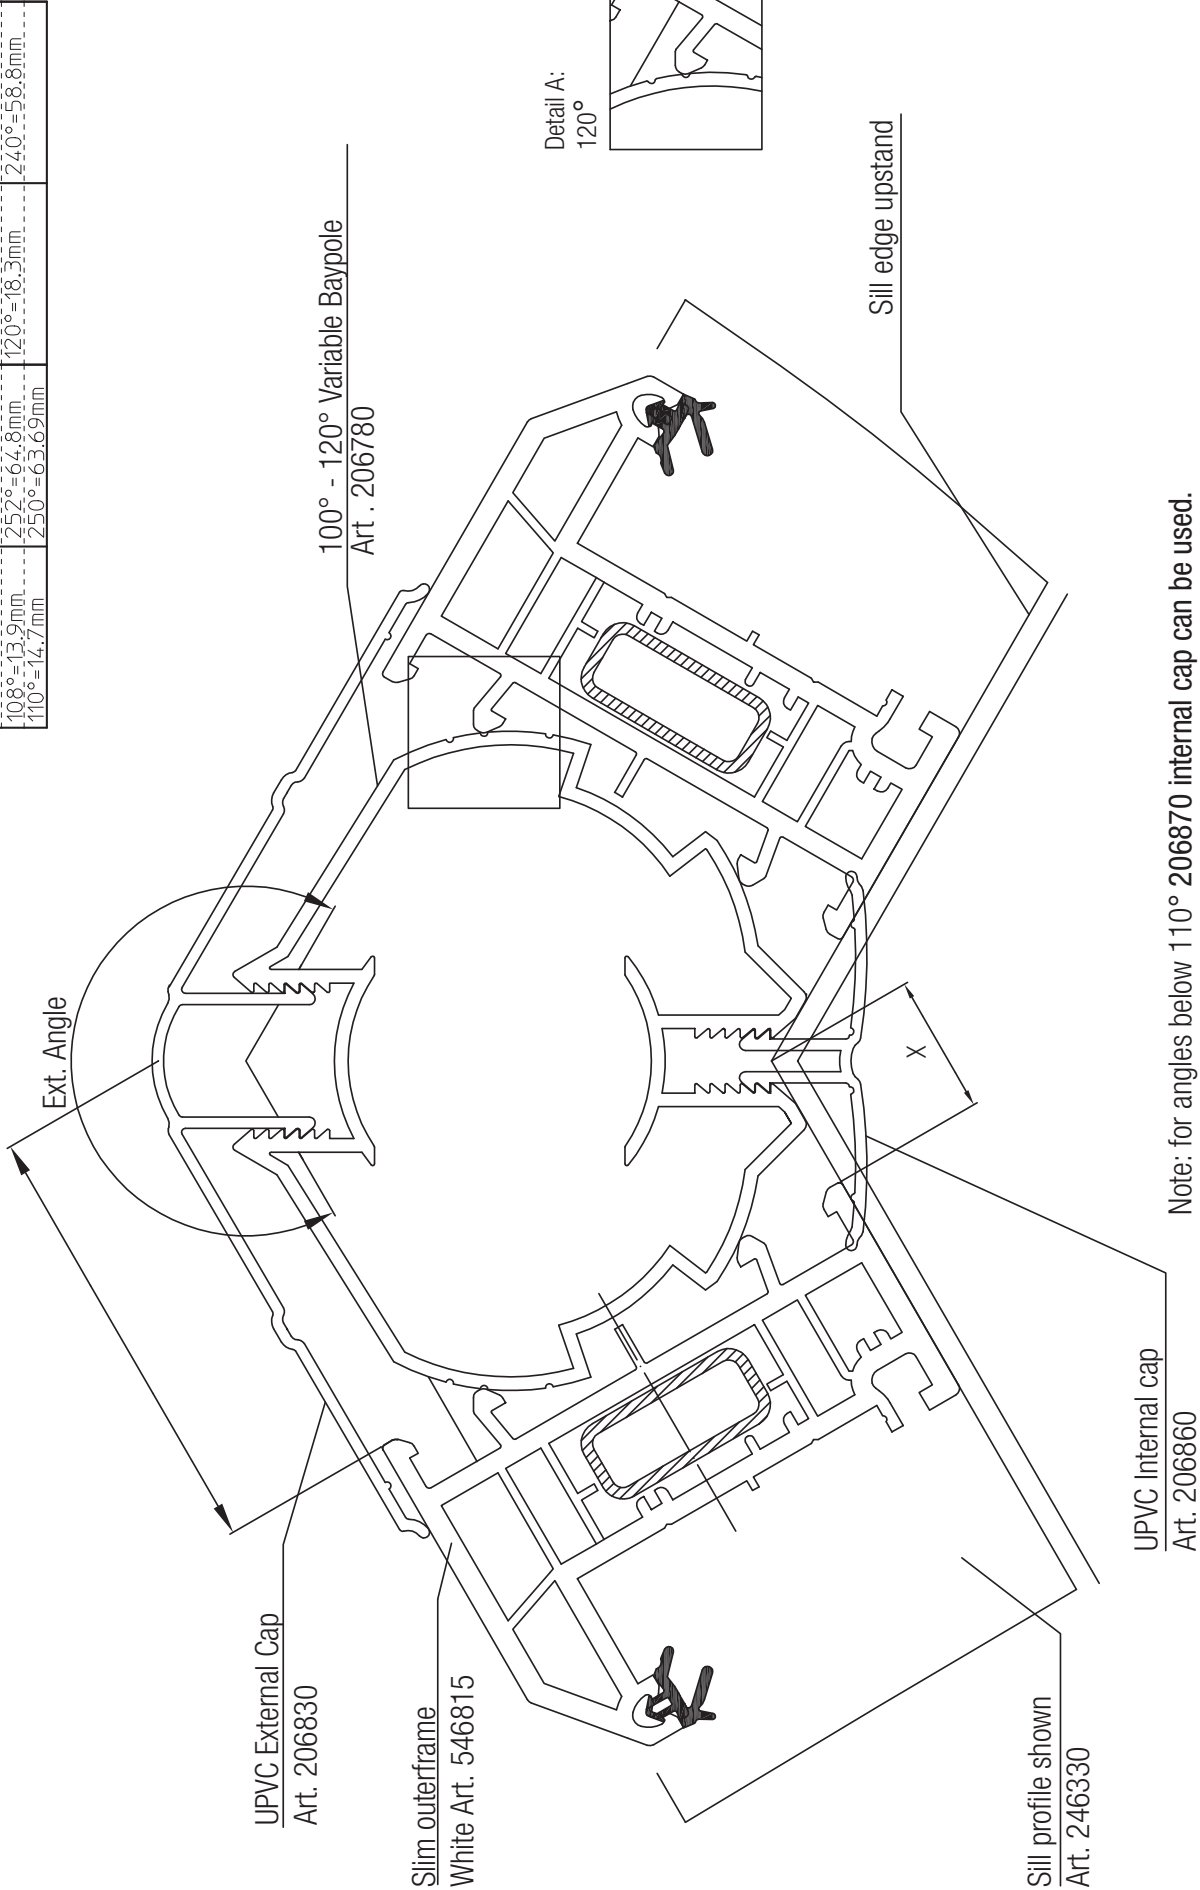 108°=13.9mm 252°=64.8mm 120°=18.3mm 240°=58.8mm
110°=14.7mm 250°=63.69mm
UPVC External Cap
Art. 206830
Ext. Angle
100° - 120° Variable Baypole
Art . 206780
Detail A:
120°
Slim outerframe
White Art. 546815
Sill edge upstand
X
Sill profile shown
Art. 246330
UPVC Internal cap
Art. 206860
Note: for angles below 110° 206870 internal cap can be used.